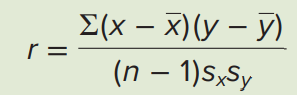 r = Σ(x − x̅)(y − y̅) / (n − 1)sₓsᵧ